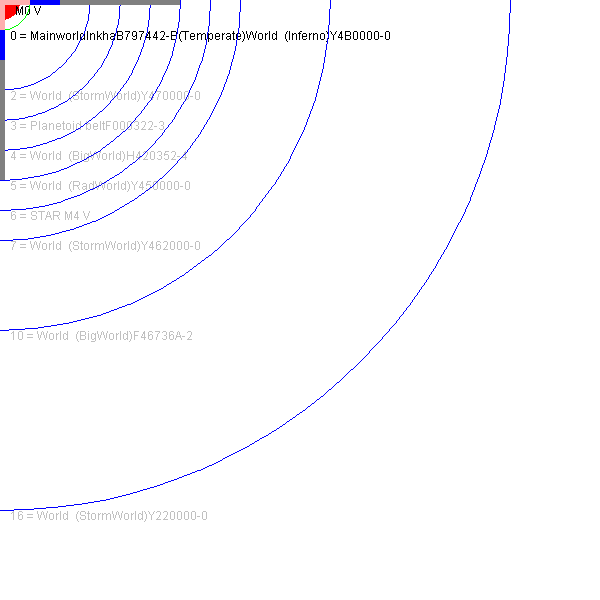 M0 V
0 = MainworldInkhaB797442-E(Temperate)World (Inferno)Y4B0000-0
2 = World (StormWorld)Y470000-0
3 = Planetoid beltF000322-3
4 = World (BigWorld)H420352-4
5 = World (RadWorld)Y450000-0
6 = STAR M4 V
7 = World (StormWorld)Y462000-0
10 = World (BigWorld)F46736A-2
16 = World (StormWorld)Y220000-0